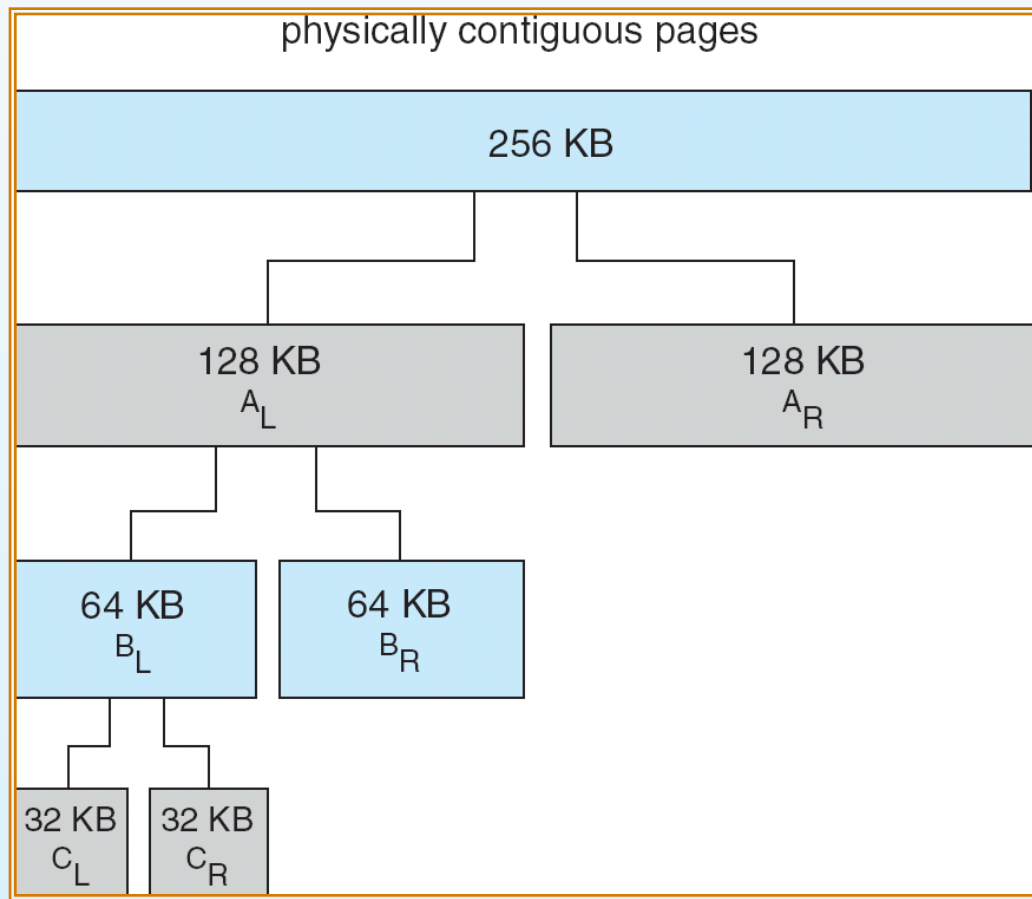 physically contiguous pages
256 KB
128 KB
A_L
128 KB
A_R
64 KB
B_L
64 KB
B_R
32 KB
C_L
32 KB
C_R